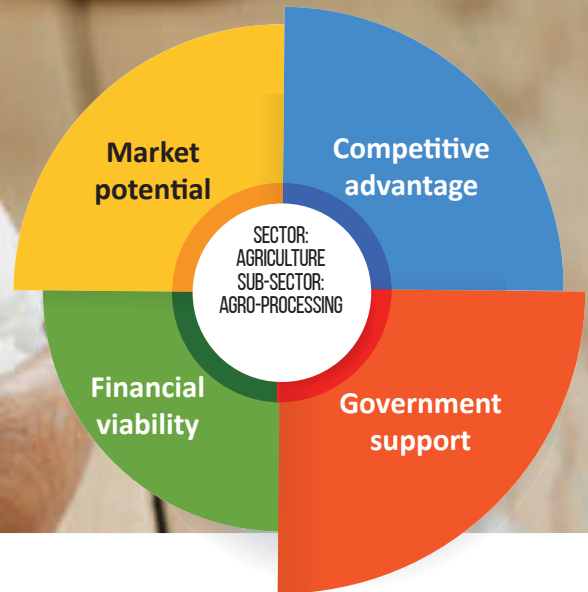 Market
potential
Competitive
advantage
SECTOR:
AGRICULTURE
SUB-SECTOR:
AGRO-PROCESSING
Financial
viability
Government
support